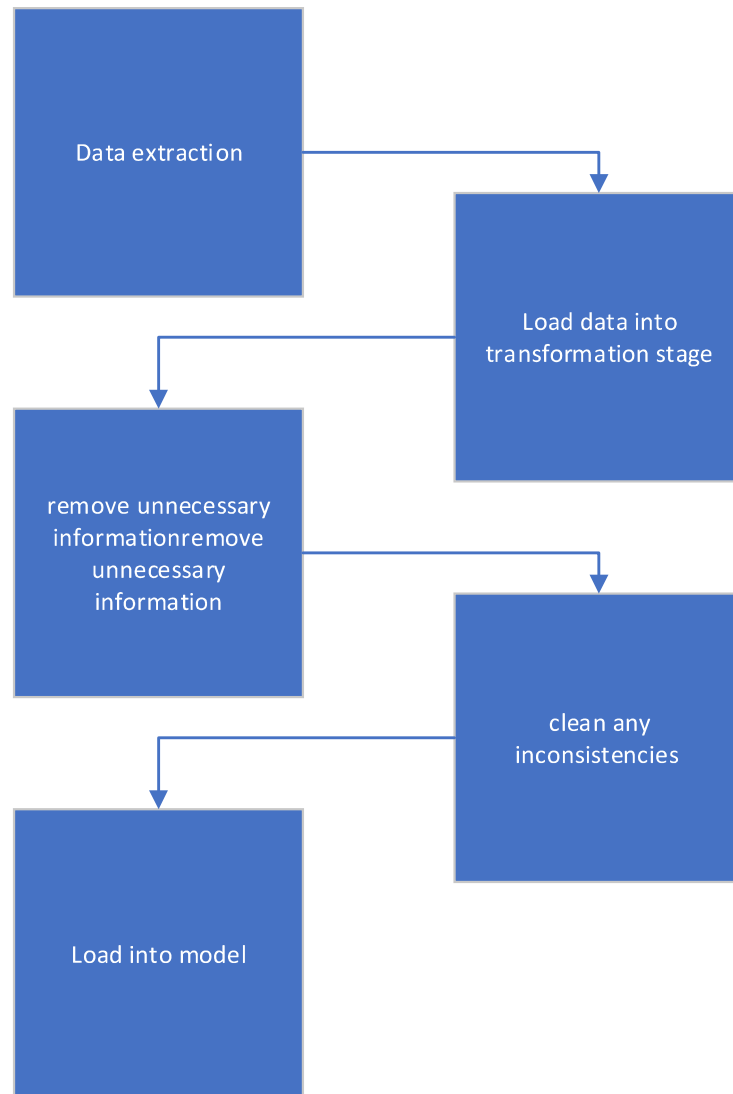 Data extraction
Load data into
transformation stage
remove unnecessary
informationremove
unnecessary
information
clean any
inconsistencies
Load into model